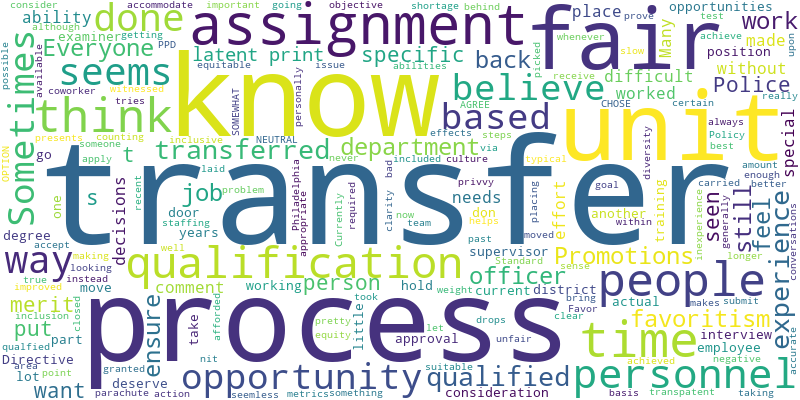 consider
ability
although
examiner
done
assignment
accommodate
important
going
objective
shortage
behind
possible
getting
PPD
Everyone
seems
latent print
specific
back
fair
place
prove
opportunities
test
work
Many
made
achieve
whenever
slow
position
upon
available
Sometimes
coworker
witnessed
tries
equitable
issue
abilities
personally
SOMEWHAT
know
picked
difficult
receive
worked
without
Police
certain
really
believe
think
based
AGREE
CHOSE
unit
always
Policy
best
special
OPTION
presents
counting
inclusive
NEUTRAL
effects
steps
via
someone
transferred
department
never
included
culture
typical
diversity
amount
enough
better
go
t
apply
transfer
s
job
laid
problem
door
recent
staffing
years
Philadelphia
appropriate
Currently
required
clarity
bad
now
team
privvy
needs
don
helps
goal
placing
effort
another
within
training
inexperience
seen
carried
generally
still
feel
experience
conversations
one
decisions
degree
accept
past
supervisor
moved
Standard
sense
Promotions
longer
way
making
looking
true
instead
improved
well
qualification
comment
working
person
hold
weight
officer
current
district
people
actual
makes
submit
merit
move
closed
inclusion
put
part
ensure
process
afforded
take
took
little
pretty
equity
let
approval
drops
unfair
bring
Favor
clear
time
favoritism
interview
employee
achieved
negative
Directive
qualfied
area
lot
point
want
granted
deserve
parachute
action
nit
opportunity
seemless
metrics
something
qualified
suitable
consideration
personnel
basis
transpatent
taking
accurate